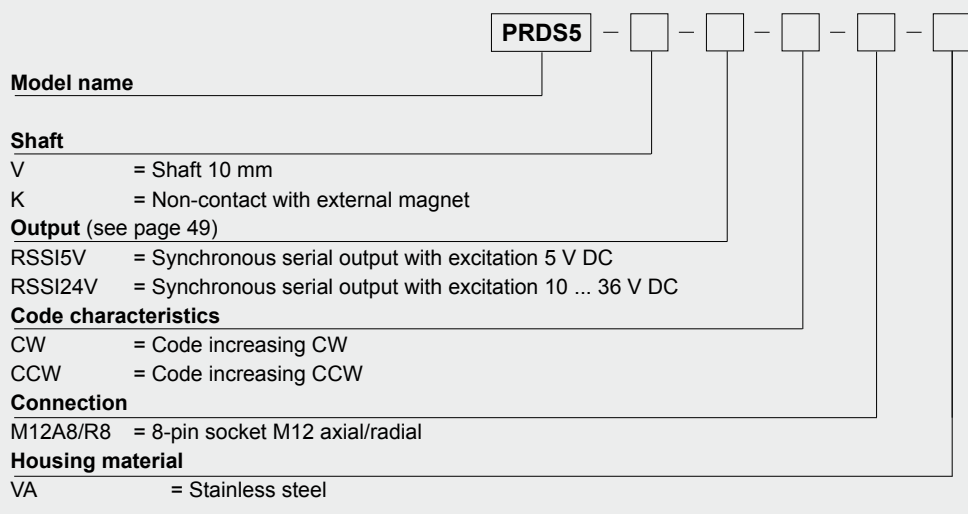 PRDS5 – – – – –
Model name
Shaft
V = Shaft 10 mm
K = Non-contact with external magnet
Output (see page 49)
RSSI5V = Synchronous serial output with excitation 5 V DC
RSSI24V = Synchronous serial output with excitation 10 ... 36 V DC
Code characteristics
CW = Code increasing CW
CCW = Code increasing CCW
Connection
M12A8/R8 = 8-pin socket M12 axial/radial
Housing material
VA = Stainless steel